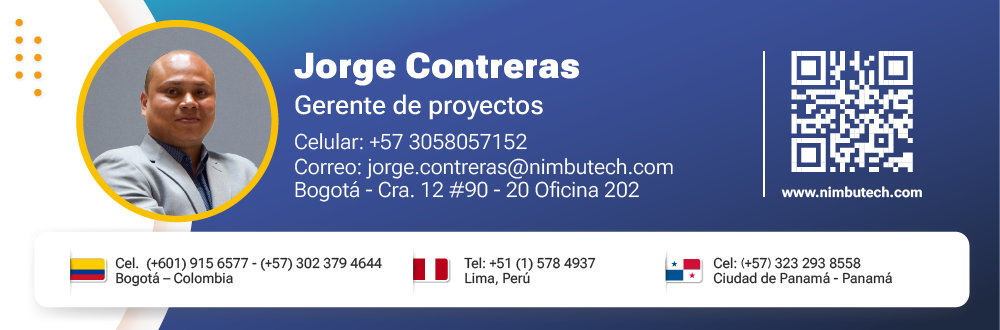 Jorge Contreras
Gerente de proyectos
Celular: +57 3058057152
Correo: jorge.contreras@nimbutech.com
Bogotá - Cra. 12 #90 - 20 Oficina 202
www.nimbutech.com
Cel. (+601) 915 6577 - (+57) 302 379 4644
Bogotá – Colombia
Tel: +51 (1) 578 4937
Lima, Perú
Cel: (+57) 323 293 8558
Ciudad de Panamá - Panamá